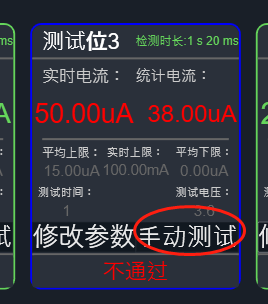 ms 测试位3 检测时长:1 s 20 ms
实时电流： 统计电流：
50.00uA 38.00uA
平均上限： 实时上限： 平均下限：
15.00uA 100.00mA 0.00uA
测试时间： 测试电压：
1 3.6
试 修改参数 手动测试
不通过